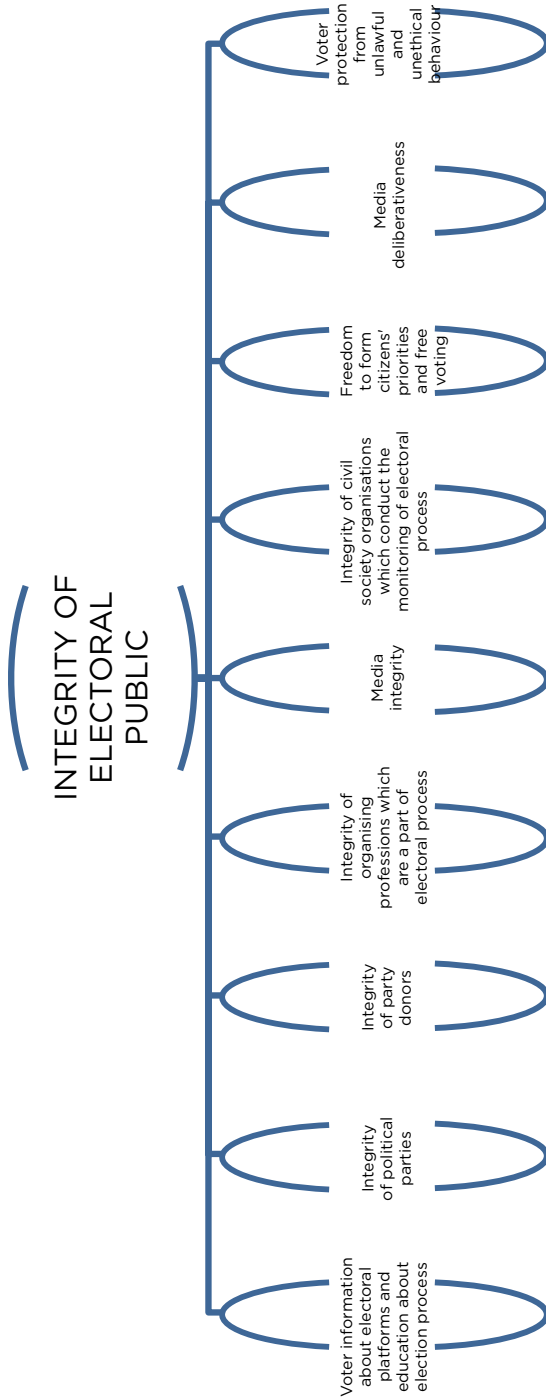 INTEGRITY OF
ELECTORAL
PUBLIC
Voter information
about electoral
platforms and
education about
election process
Integrity
of political
parties
Integrity
of party
donors
Integrity of
organising
professions which
are a part of
electoral process
Media
integrity
Integrity of civil
society organisations
which conduct the
monitoring of electoral
process
Freedom
to form
citizens’
priorities
and free
voting
Media
deliberativeness
Voter
protection
from
unlawful
and
unethical
behaviour